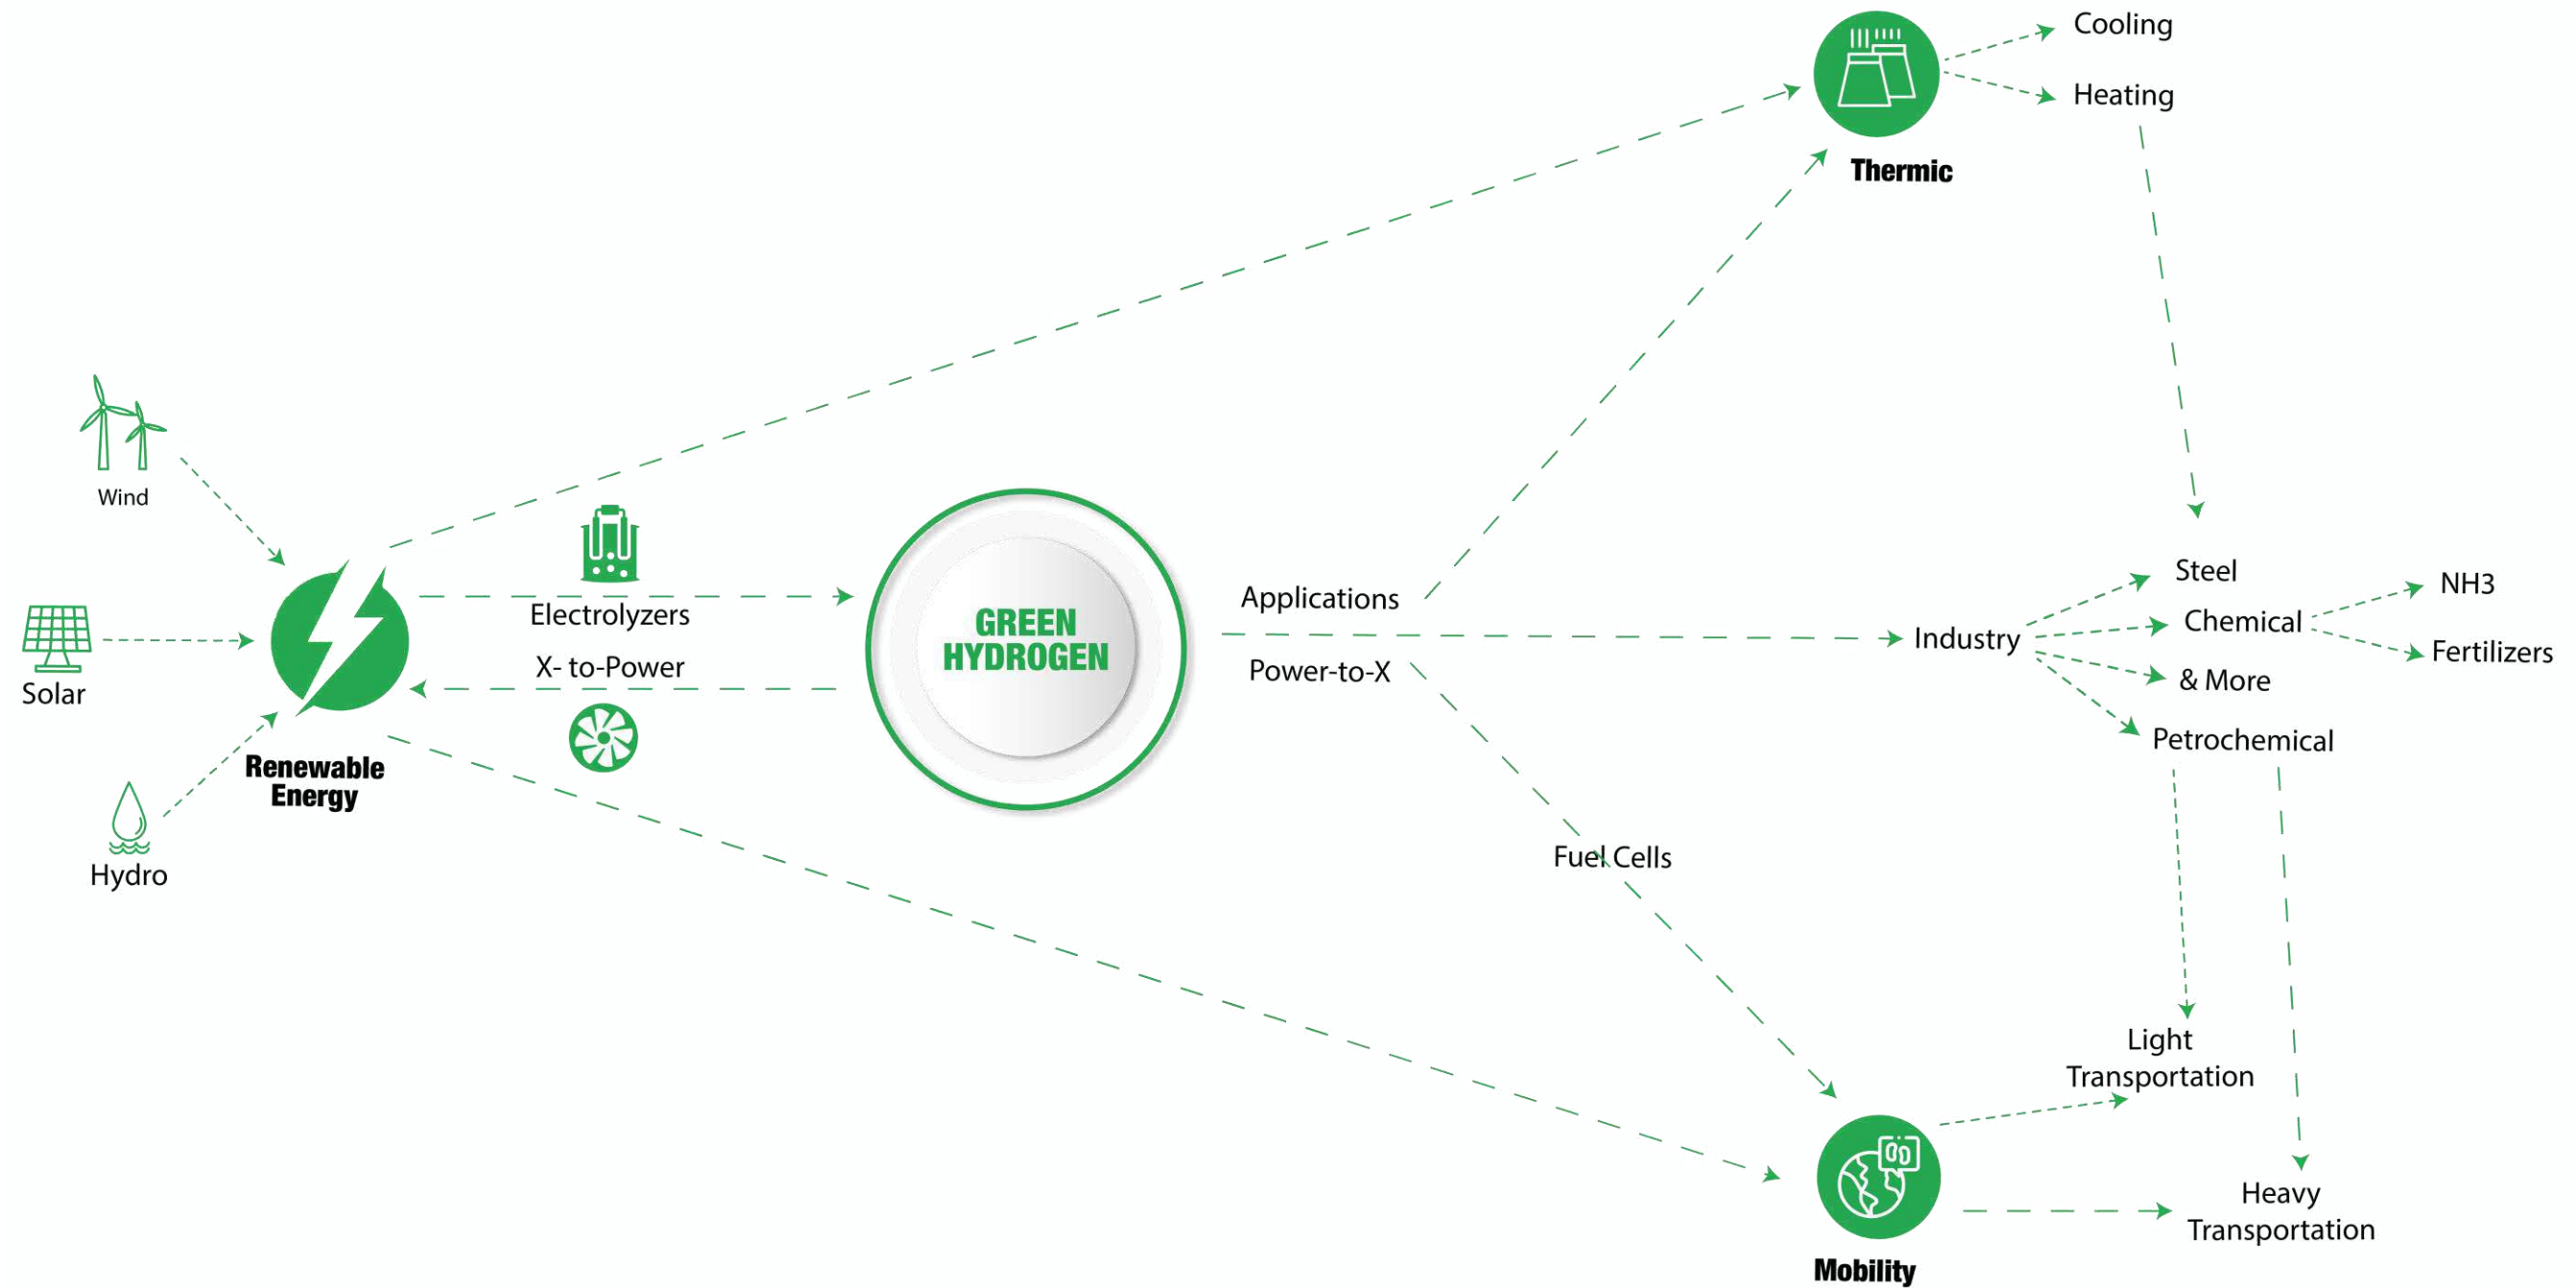 Cooling
Heating
Thermic
Wind
Solar
Hydro
Renewable
Energy
Electrolyzers
X- to-Power
GREEN
HYDROGEN
Applications
Power-to-X
Fuel Cells
Industry
Steel
Chemical
& More
Petrochemical
NH3
Fertilizers
Light
Transportation
Heavy
Transportation
Mobility